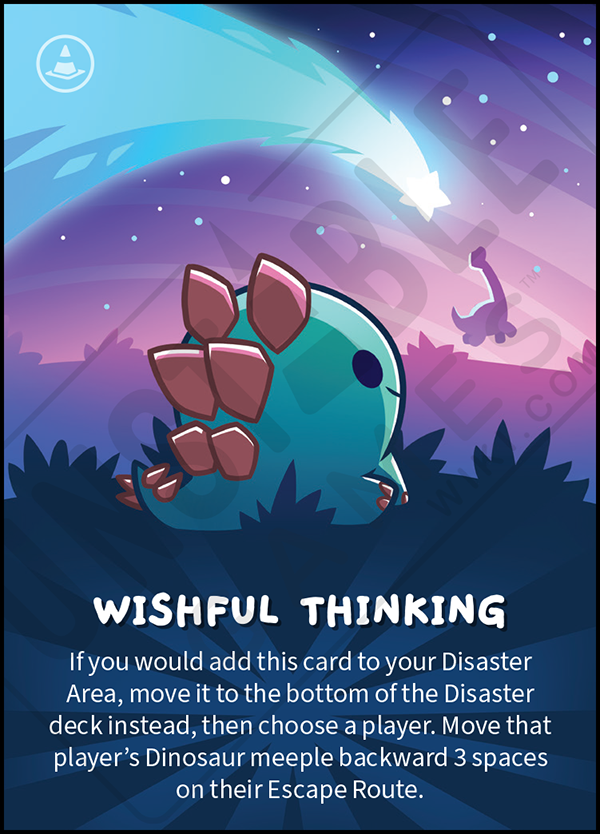 WISHFUL THINKING
If you would add this card to your Disaster
Area, move it to the bottom of the Disaster
deck instead, then choose a player. Move that
player’s Dinosaur meeple backward 3 spaces
on their Escape Route.